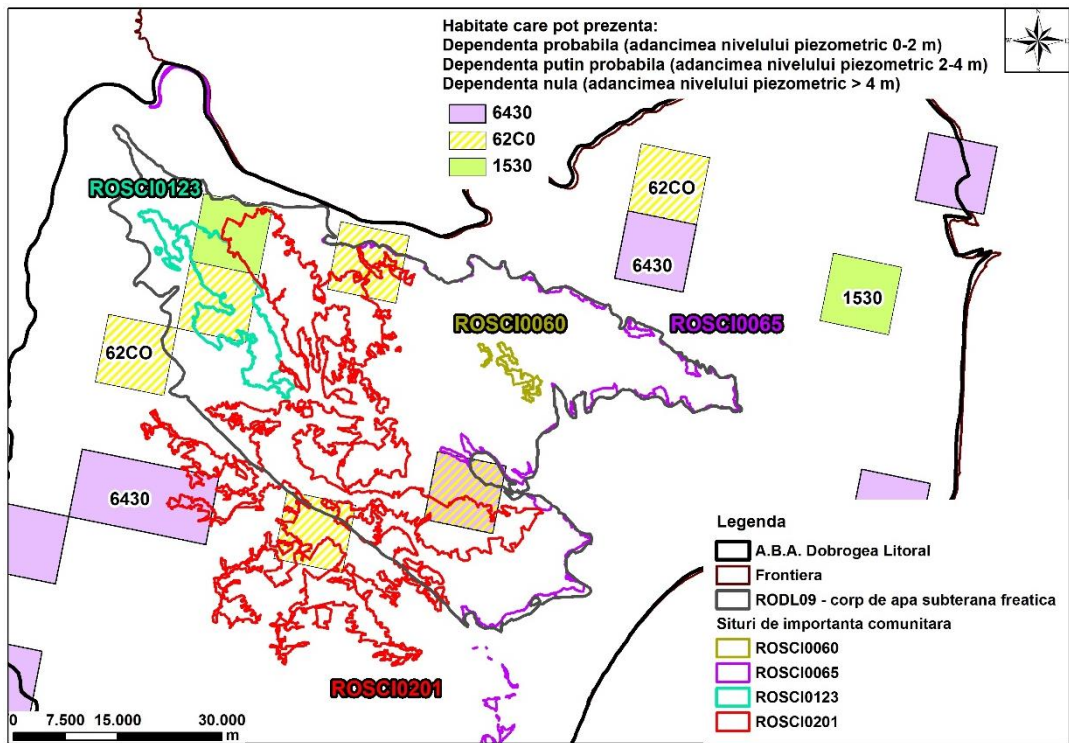 Habitate care pot prezenta:
Dependenta probabila (adancimea nivelului piezometric 0-2 m)
Dependenta putin probabila (adancimea nivelului piezometric 2-4 m)
Dependenta nula (adancimea nivelului piezometric > 4 m)
6430
62C0
1530
ROSCI0123
62CO
6430
1530
ROSCI0060
ROSCI0065
62CO
6430
ROSCI0201
0 7.500 15.000 30.000
m
Legenda
A.B.A. Dobrogea Litoral
Frontiera
RODL09 - corp de apa subterana freatica
Situri de importanta comunitara
ROSCI0060
ROSCI0065
ROSCI0123
ROSCI0201